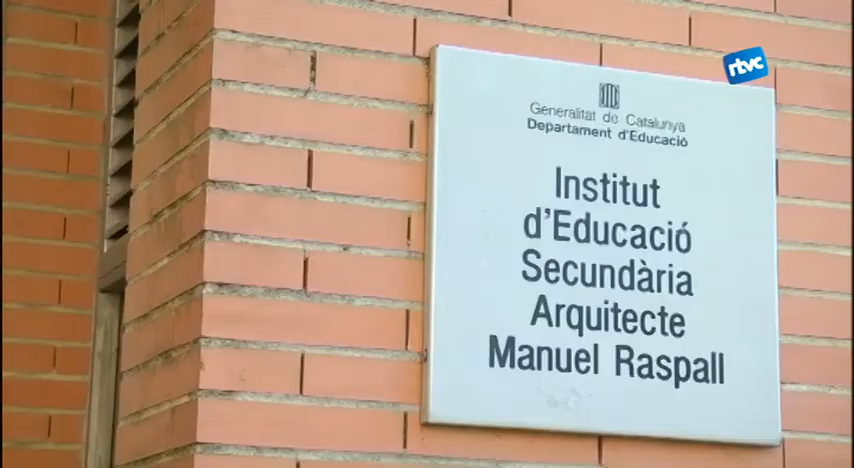 rtvc
Generalitat de Catalunya
Departament d'Educació
Institut
d'Educació
Secundària
Arquitecte
Manuel Raspall